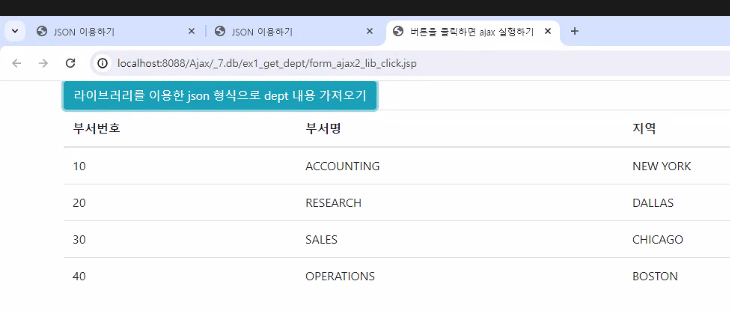 JSON 이용하기
JSON 이용하기
버튼을 클릭하면 ajax 실행하기
localhost:8088/Ajax/_7.db/ex1_get_dept/form_ajax2_lib_click.jsp
라이브러리를 이용한 json 형식으로 dept 내용 가져오기
부서번호 부서명 지역
10 ACCOUNTING NEW YORK
20 RESEARCH DALLAS
30 SALES CHICAGO
40 OPERATIONS BOSTON